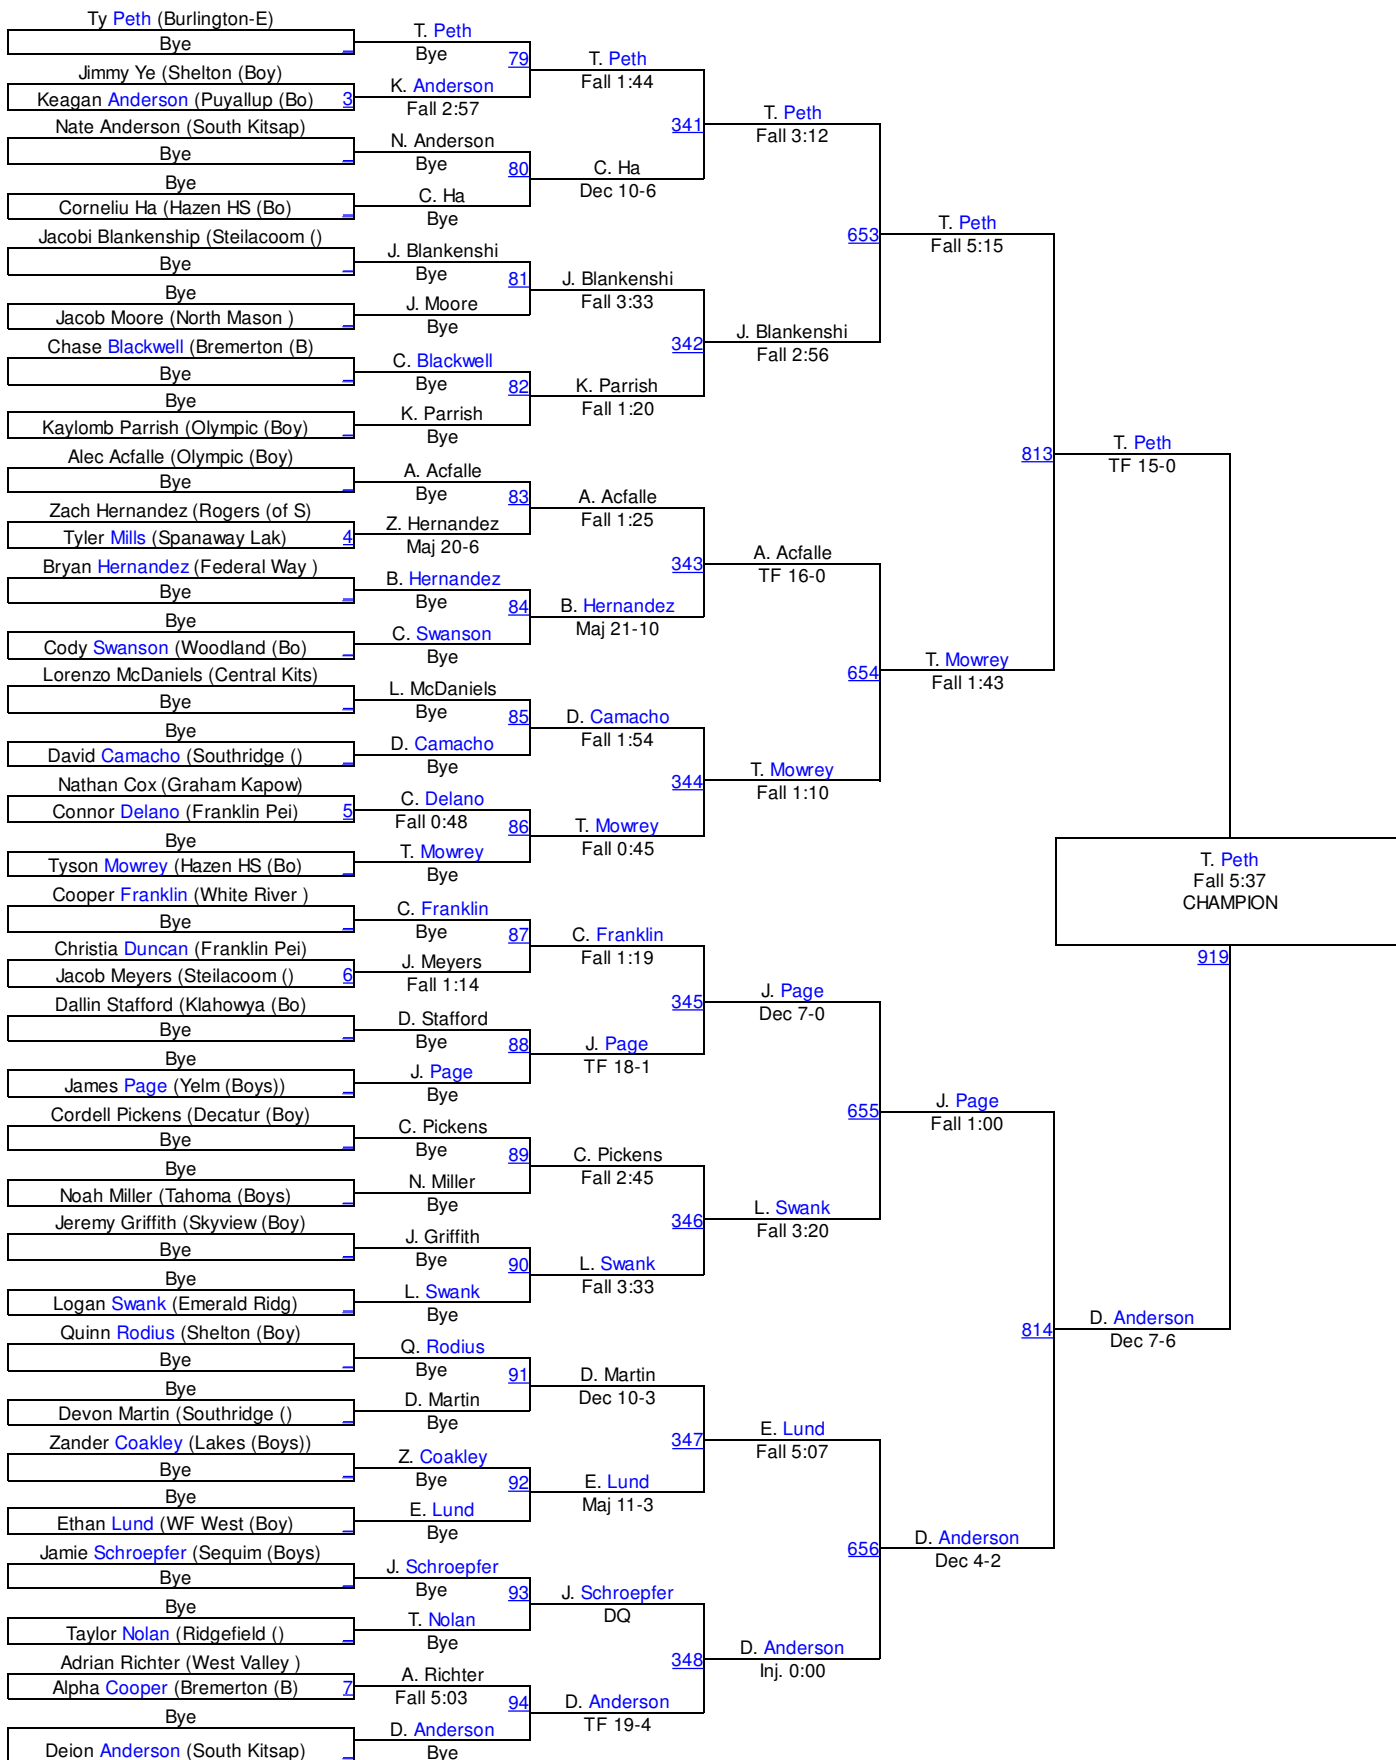 Ty Peth (Burlington-E)
Bye
Jimmy Ye (Shelton (Boy)
Keagan Anderson (Puyallup (Bo) 3
Nate Anderson (South Kitsap)
Bye
Bye
Corneliu Ha (Hazen HS (Bo)
Jacobi Blankenship (Steilacoom ()
Bye
Bye
Jacob Moore (North Mason )
Chase Blackwell (Bremerton (B)
Bye
Bye
Kaylomb Parrish (Olympic (Boy)
Alec Acfalle (Olympic (Boy)
Bye
Zach Hernandez (Rogers (of S)
Tyler Mills (Spanaway Lak) 4
Bryan Hernandez (Federal Way )
Bye
Bye
Cody Swanson (Woodland (Bo)
Lorenzo McDaniels (Central Kits)
Bye
Bye
David Camacho (Southridge ()
Nathan Cox (Graham Kapow)
Connor Delano (Franklin Pei) 5
Bye
Tyson Mowrey (Hazen HS (Bo)
Cooper Franklin (White River )
Bye
Christia Duncan (Franklin Pei)
Jacob Meyers (Steilacoom () 6
Dallin Stafford (Klahowya (Bo)
Bye
Bye
James Page (Yelm (Boys))
Cordell Pickens (Decatur (Boy)
Bye
Bye
Noah Miller (Tahoma (Boys)
Jeremy Griffith (Skyview (Boy)
Bye
Bye
Logan Swank (Emerald Ridg)
Quinn Rodius (Shelton (Boy)
Bye
Bye
Devon Martin (Southridge ()
Zander Coakley (Lakes (Boys))
Bye
Bye
Ethan Lund (WF West (Boy)
Jamie Schroepfer (Sequim (Boys)
Bye
Bye
Taylor Nolan (Ridgefield ()
Adrian Richter (West Valley )
Alpha Cooper (Bremerton (B) 7
Bye
Deion Anderson (South Kitsap)
T. Peth
Bye
79
K. Anderson
Fall 2:57
N. Anderson
Bye
80
C. Ha
Bye
J. Blankenshi
Bye
81
J. Moore
Bye
C. Blackwell
Bye
82
K. Parrish
Bye
A. Acfalle
Bye
83
Z. Hernandez
Maj 20-6
B. Hernandez
Bye
84
C. Swanson
Bye
L. McDaniels
Bye
85
D. Camacho
Bye
C. Delano
Fall 0:48
86
T. Mowrey
Bye
C. Franklin
Bye
87
J. Meyers
Fall 1:14
D. Stafford
Bye
88
J. Page
Bye
C. Pickens
Bye
89
N. Miller
Bye
J. Griffith
Bye
90
L. Swank
Bye
Q. Rodius
Bye
91
D. Martin
Bye
Z. Coakley
Bye
92
E. Lund
Bye
J. Schroepfer
Bye
93
T. Nolan
Bye
A. Richter
Fall 5:03
94
D. Anderson
Bye
T. Peth
Fall 1:44
341
C. Ha
Dec 10-6
J. Blankenshi
Fall 3:33
342
K. Parrish
Fall 1:20
A. Acfalle
Fall 1:25
343
B. Hernandez
Maj 21-10
D. Camacho
Fall 1:54
344
T. Mowrey
Fall 0:45
C. Franklin
Fall 1:19
345
J. Page
TF 18-1
C. Pickens
Fall 2:45
346
L. Swank
Fall 3:33
D. Martin
Dec 10-3
347
E. Lund
Maj 11-3
J. Schroepfer
DQ
348
D. Anderson
TF 19-4
T. Peth
Fall 3:12
653
J. Blankenshi
Fall 2:56
A. Acfalle
TF 16-0
654
T. Mowrey
Fall 1:10
J. Page
Dec 7-0
655
L. Swank
Fall 3:20
E. Lund
Fall 5:07
656
D. Anderson
Inj. 0:00
T. Peth
Fall 5:15
813
T. Mowrey
Fall 1:43
J. Page
Fall 1:00
814
D. Anderson
Dec 4-2
T. Peth
TF 15-0
D. Anderson
Dec 7-6
T. Peth
Fall 5:37
CHAMPION
919